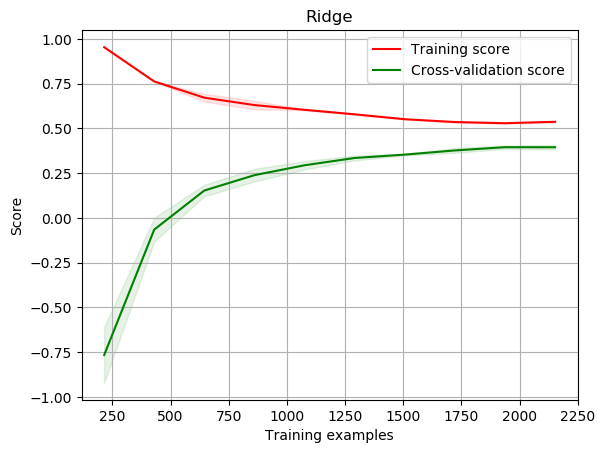 Ridge
1.00
0.75
0.50
0.25
0.00
−0.25
−0.50
−0.75
−1.00
Score
Training score
Cross-validation score
250 500 750 1000 1250 1500 1750 2000 2250
Training examples